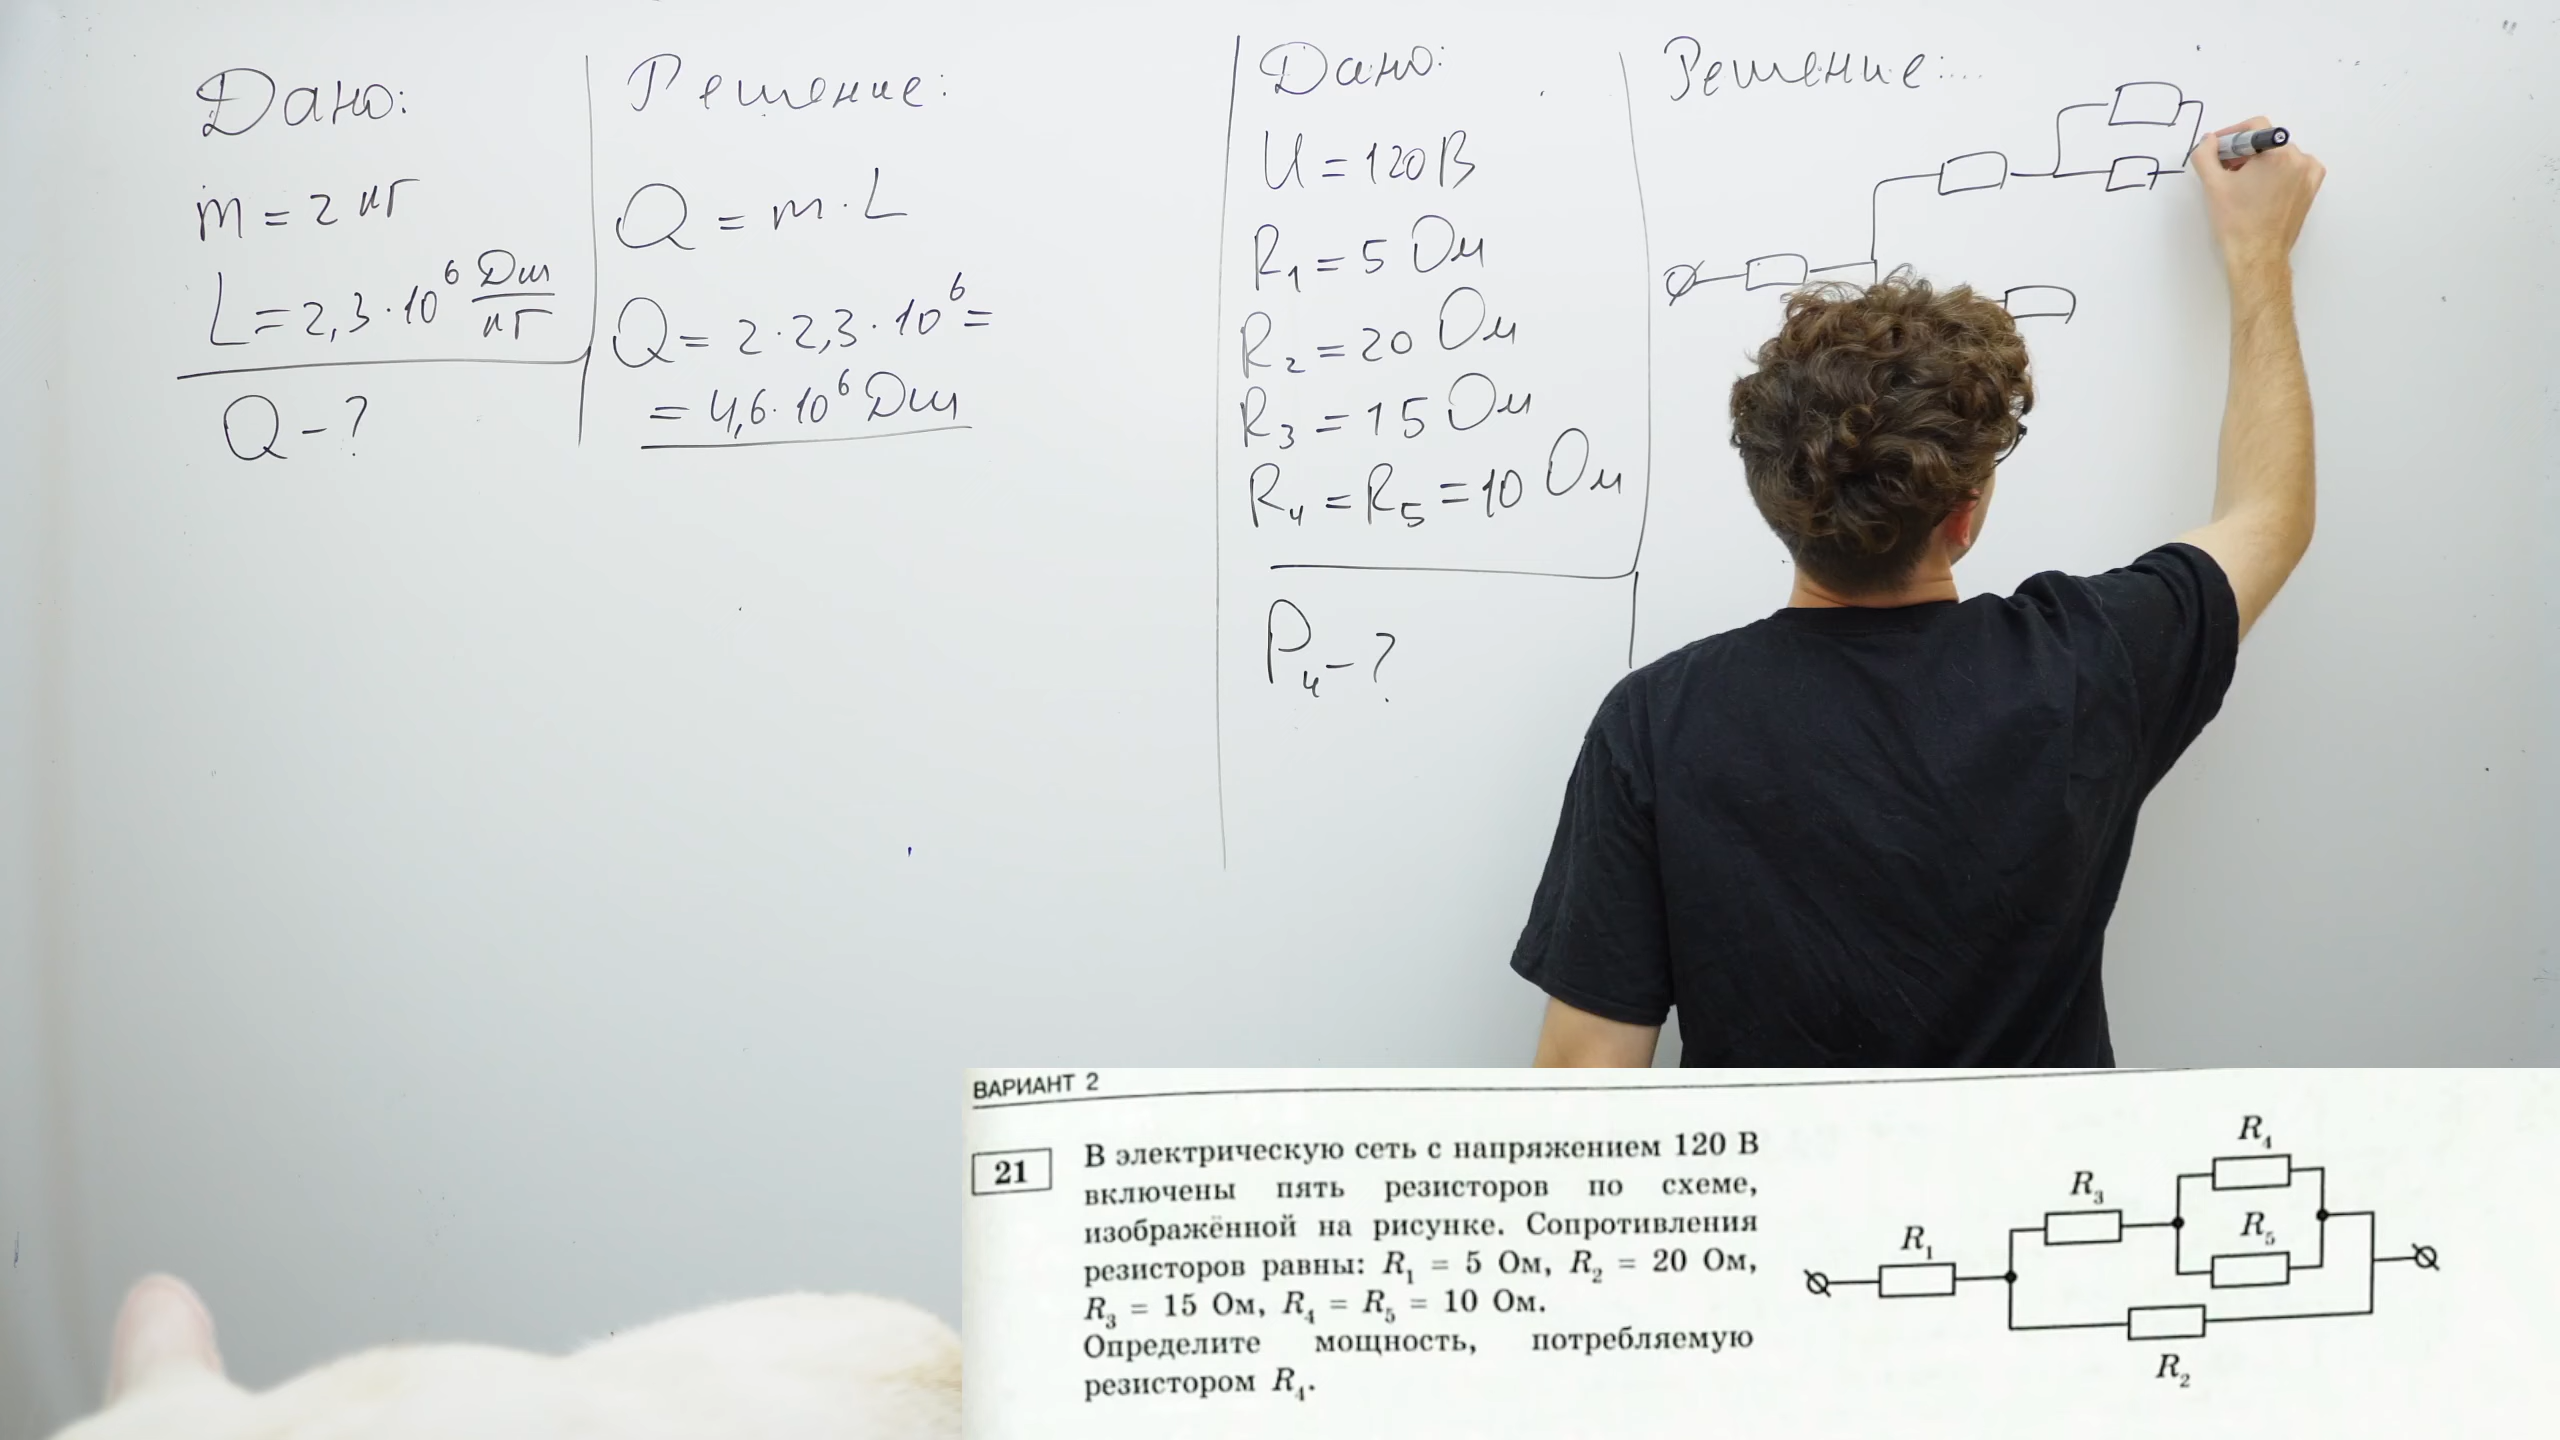 Дано:
m = 2 кг
L = 2,3 · 10⁶ Дж/кг
Q - ?
Решение:
Q = m · L
Q = 2 · 2,3 · 10⁶ =
= 4,6 · 10⁶ Дж
Дано:
U = 120 В
R₁ = 5 Ом
R₂ = 20 Ом
R₃ = 15 Ом
R₄ = R₅ = 10 Ом
P₄ - ?
Решение:
ВАРИАНТ 2
21
В электрическую сеть с напряжением 120 В
включены пять резисторов по схеме,
изображённой на рисунке. Сопротивления
резисторов равны: R₁ = 5 Ом, R₂ = 20 Ом,
R₃ = 15 Ом, R₄ = R₅ = 10 Ом.
Определите мощность, потребляемую
резистором R₄.
R₁
R₃
R₄
R₅
R₂